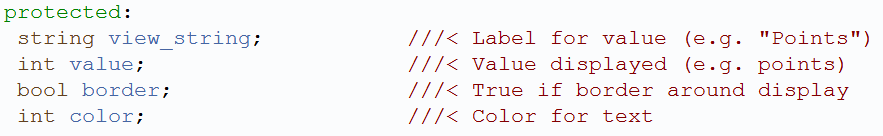 protected:
string view_string; ///< Label for value (e.g. "Points")
int value; ///< Value displayed (e.g. points)
bool border; ///< True if border around display
int color; ///< Color for text